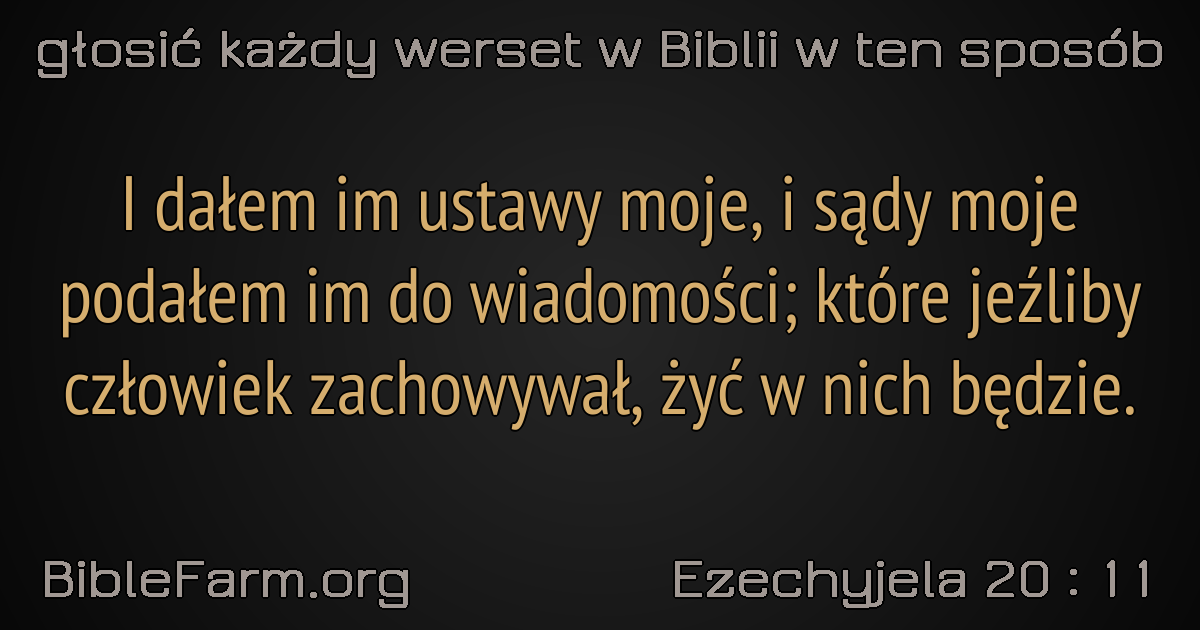 głosić każdy werset w Biblii w ten sposób
I dałem im ustawy moje, i sądy moje
podałem im do wiadomości; które jeźliby
człowiek zachowywał, żyć w nich będzie.
BibleFarm.org
Ezechyjela 20 : 11